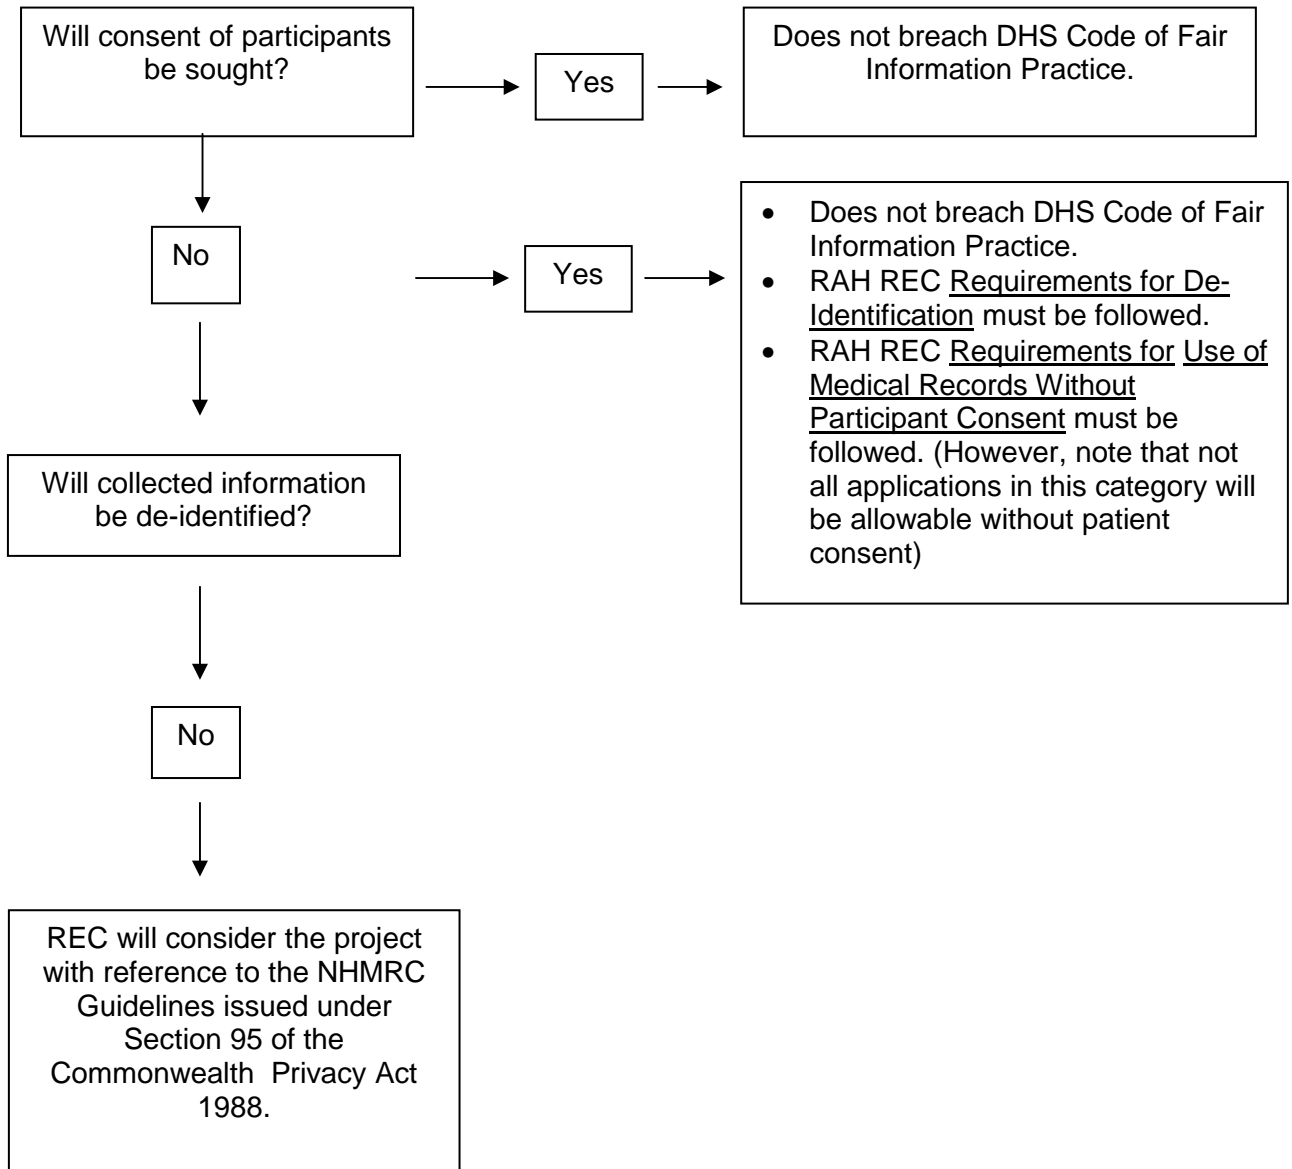 Will consent of participants
be sought?
Yes
Does not breach DHS Code of Fair
Information Practice.
No
Yes
• Does not breach DHS Code of Fair
Information Practice.
• RAH REC Requirements for De-
Identification must be followed.
• RAH REC Requirements for Use of
Medical Records Without
Participant Consent must be
followed. (However, note that not
all applications in this category will
be allowable without patient
consent)
Will collected information
be de-identified?
No
REC will consider the project
with reference to the NHMRC
Guidelines issued under
Section 95 of the
Commonwealth Privacy Act
1988.